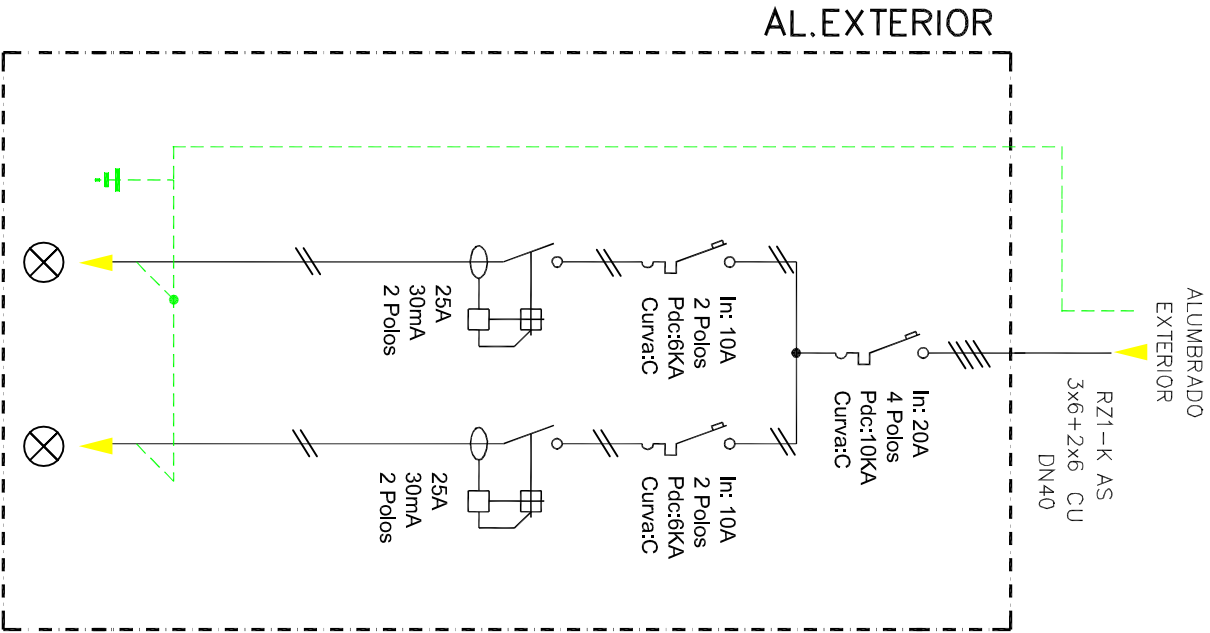 AL.EXTERIOR
ALUMBRADO
EXTERIOR
RZ1-K AS
3x6+2x6 CU
DN40
In: 20A
4 Polos
Pdc:10KA
Curva:C
In: 10A
2 Polos
Pdc:6KA
Curva:C
25A
30mA
2 Polos
In: 10A
2 Polos
Pdc:6KA
Curva:C
25A
30mA
2 Polos